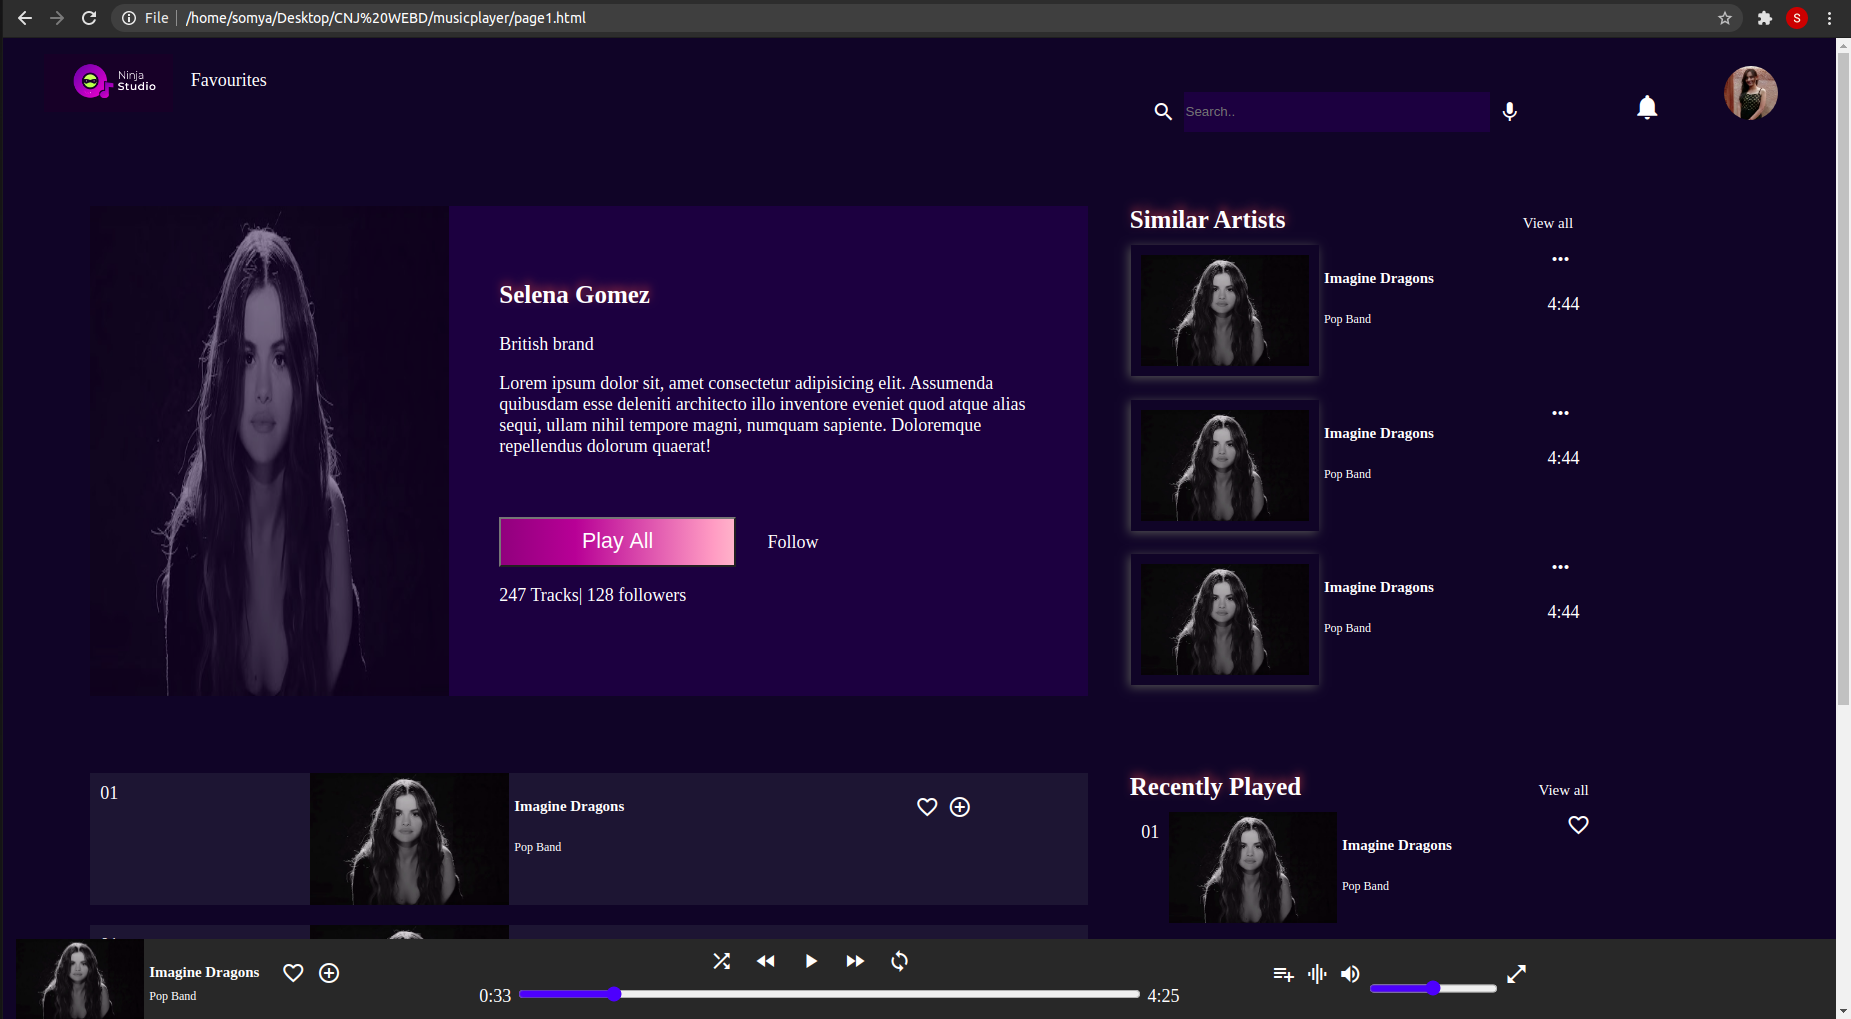 File
/home/somya/Desktop/CNJ%20WEBD/musicplayer/page1.html
S
Ninja
Studio
Favourites
Search..
Selena Gomez
British brand
Lorem ipsum dolor sit, amet consectetur adipisicing elit. Assumenda
quibusdam esse deleniti architecto illo inventore eveniet quod atque alias
sequi, ullam nihil tempore magni, numquam sapiente. Doloremque
repellendus dolorum quaerat!
Play All
Follow
247 Tracks| 128 followers
Similar Artists
View all
Imagine Dragons
4:44
Pop Band
Imagine Dragons
4:44
Pop Band
Imagine Dragons
4:44
Pop Band
01
Imagine Dragons
Pop Band
Recently Played
View all
01
Imagine Dragons
Pop Band
Imagine Dragons
Pop Band
0:33
4:25